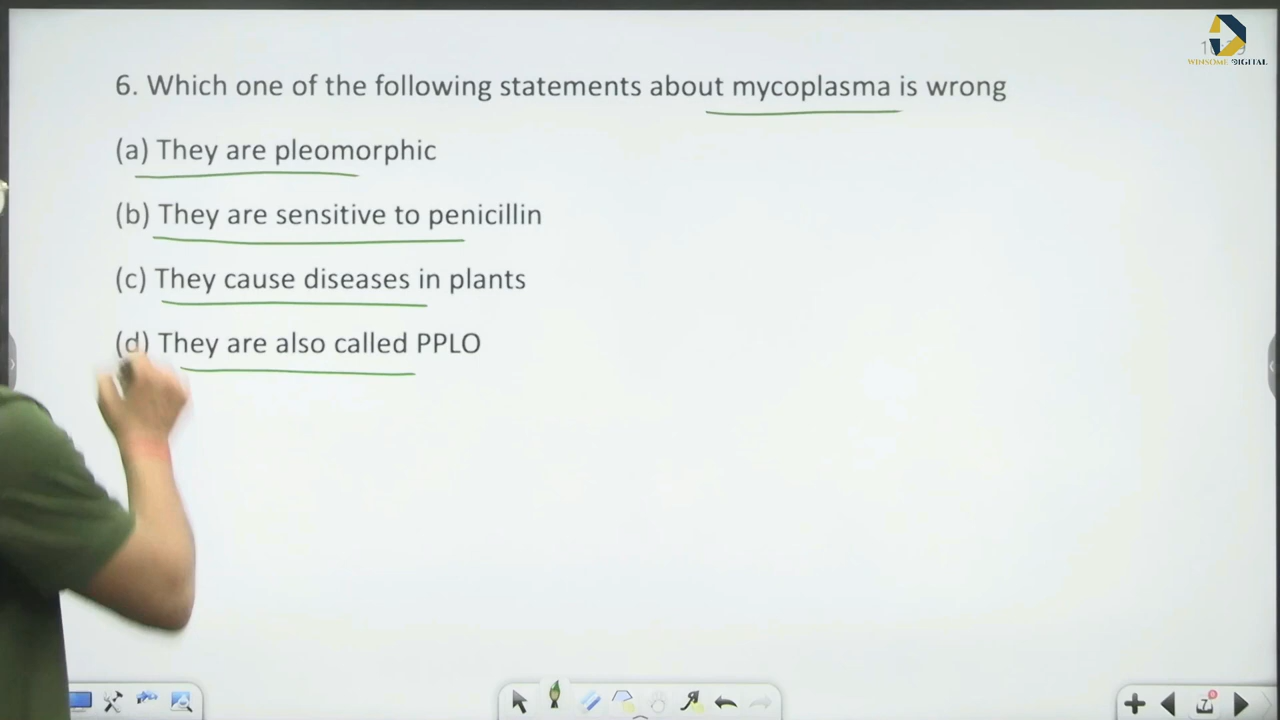 WINSOME DIGITAL
6. Which one of the following statements about mycoplasma is wrong
(a) They are pleomorphic
(b) They are sensitive to penicillin
(c) They cause diseases in plants
(d) They are also called PPLO